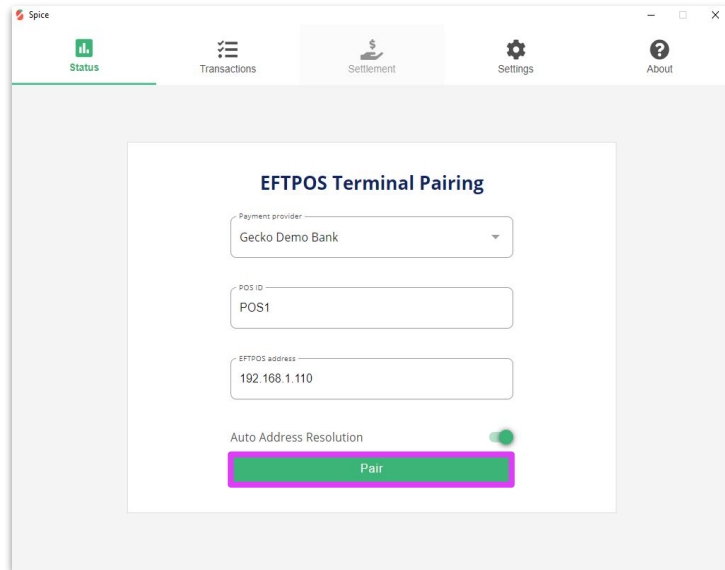 Spice
Status
Transactions
Settlement
Settings
About
EFTPOS Terminal Pairing
Payment provider
Gecko Demo Bank
POS ID
POS1
EFTPOS address
192.168.1.110
Auto Address Resolution
Pair